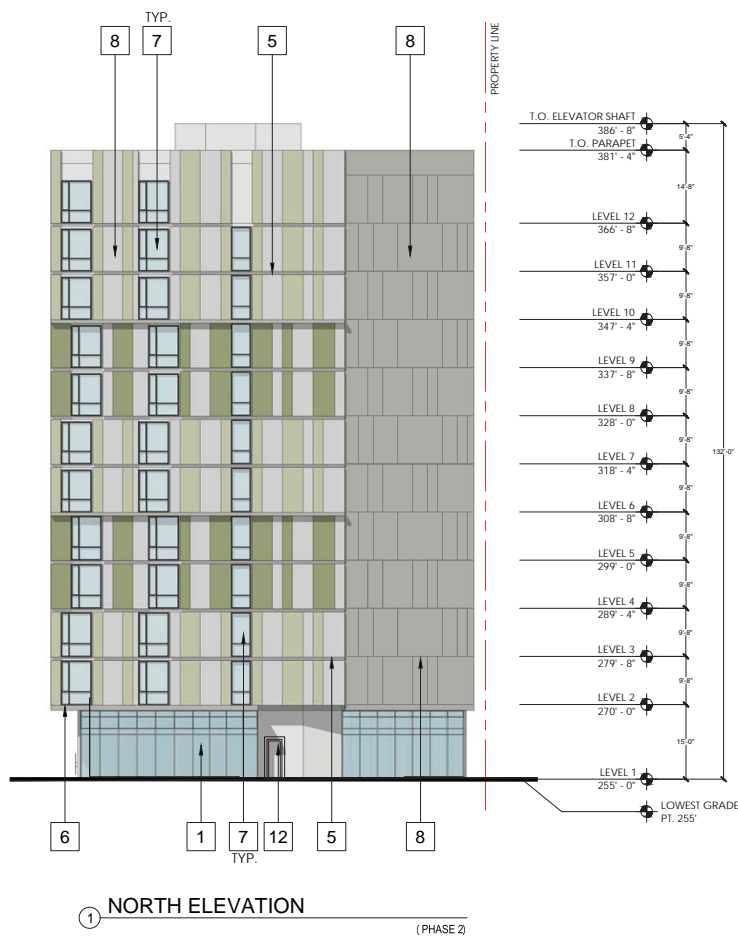 TYP.
8
7
5
8
PROPERTY LINE
T.O. ELEVATOR SHAFT
386' - 8"
5'-4"
T.O. PARAPET
381' - 4"
14'-8"
LEVEL 12
366' - 8"
9'-8"
LEVEL 11
357' - 0"
9'-8"
LEVEL 10
347' - 4"
9'-8"
LEVEL 9
337' - 8"
9'-8"
LEVEL 8
328' - 0"
9'-8"
132'-0"
LEVEL 7
318' - 4"
9'-8"
LEVEL 6
308' - 8"
9'-8"
LEVEL 5
299' - 0"
9'-8"
LEVEL 4
289' - 4"
9'-8"
LEVEL 3
279' - 8"
9'-8"
LEVEL 2
270' - 0"
15'-0"
LEVEL 1
255' - 0"
LOWEST GRADE
PT. 255'
6
1
7
12
5
8
TYP.
1
NORTH ELEVATION
( PHASE 2)